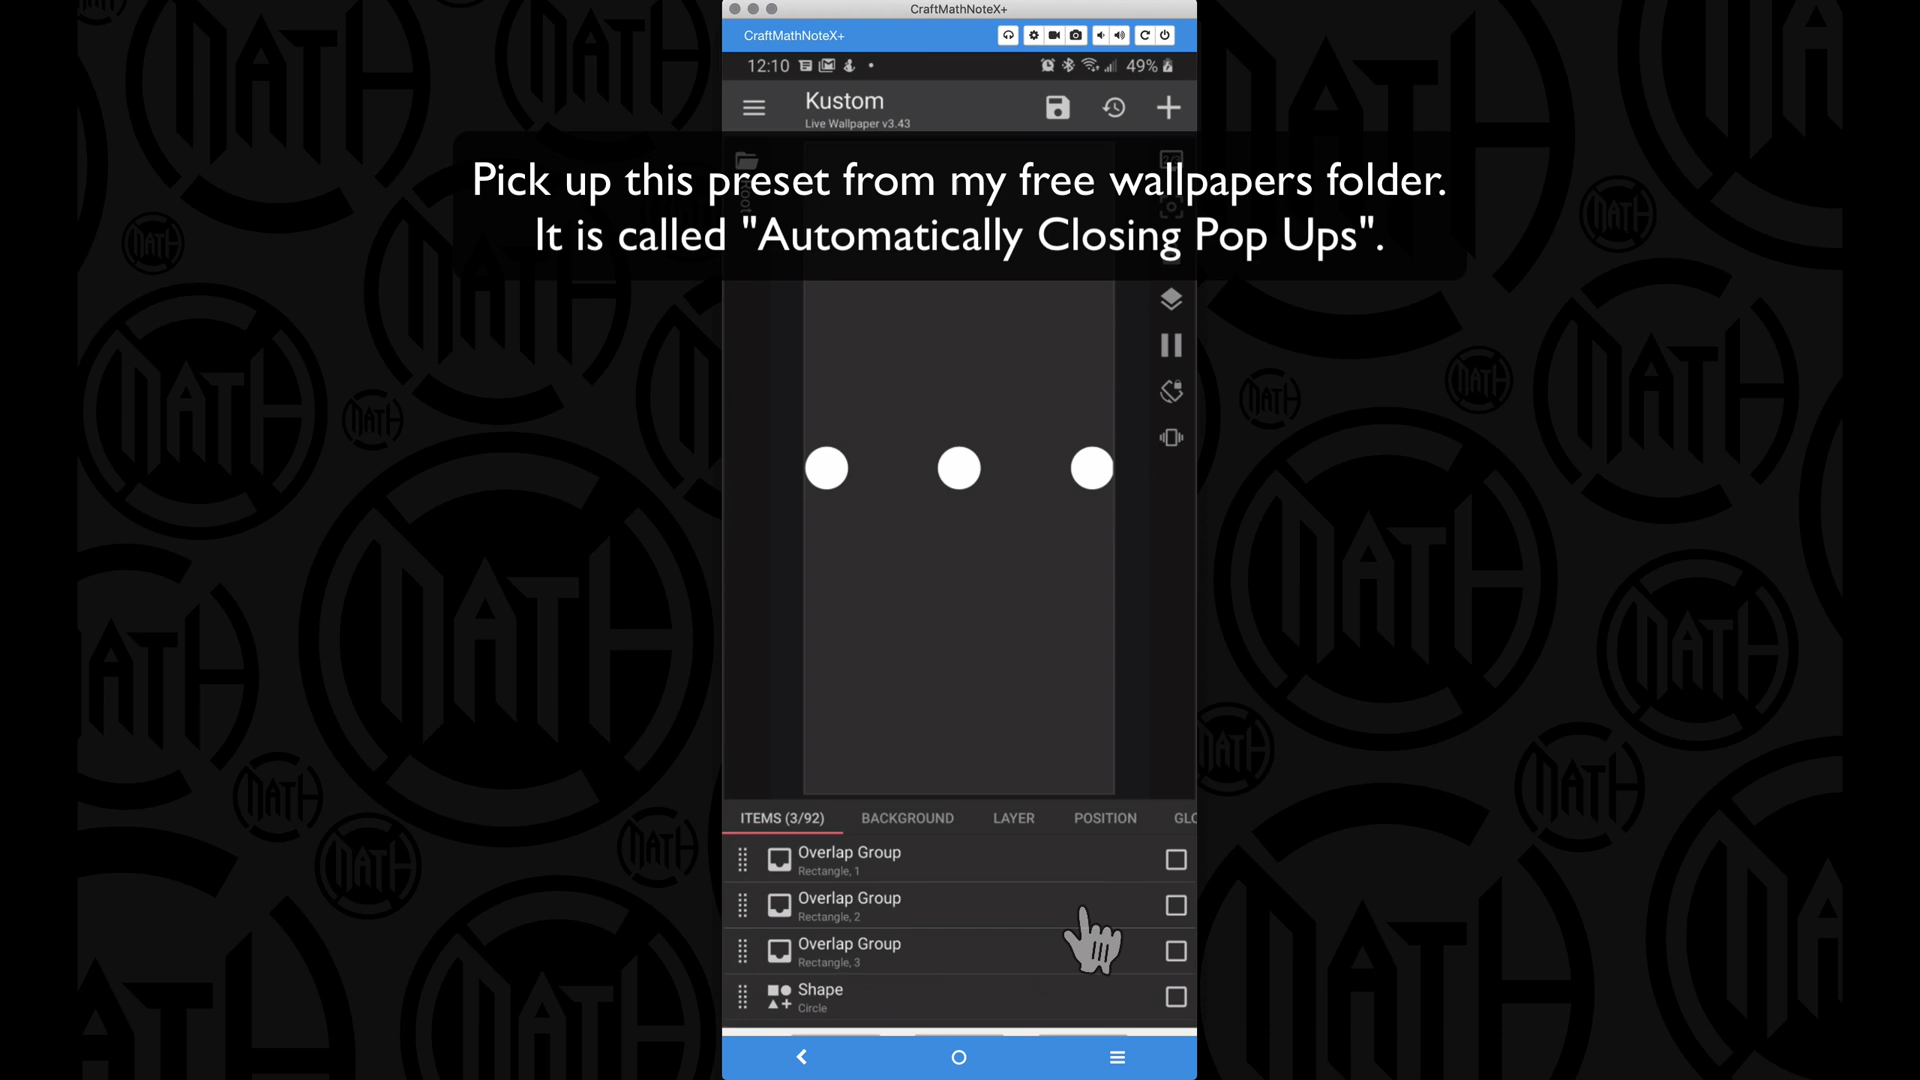 CraftMathNoteX+
CraftMathNoteX+
12:10
49%
Kustom
Live Wallpaper v3.43
Root
Pick up this preset from my free wallpapers folder.
It is called "Automatically Closing Pop Ups".
ITEMS (3/92) BACKGROUND LAYER POSITION GLO
Overlap Group
Rectangle, 1
Overlap Group
Rectangle, 2
Overlap Group
Rectangle, 3
Shape
Circle